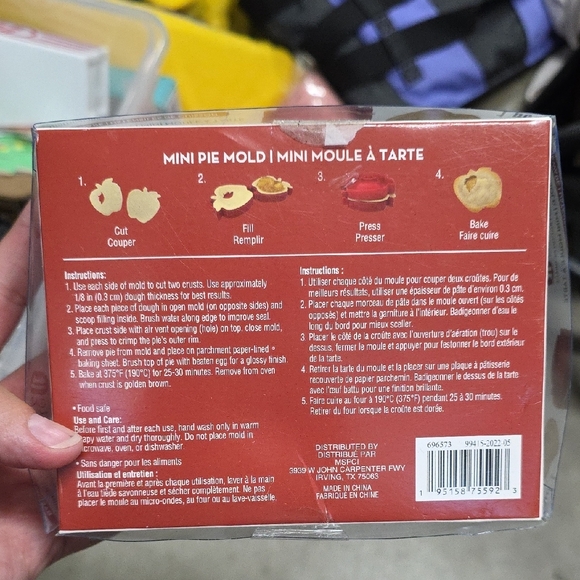 MINI PIE MOLD | MINI MOULE À TARTE
1.
2.
3.
4.
Cut
Couper
Fill
Remplir
Press
Presser
Bake
Faire cuire
Instructions:
1. Use each side of mold to cut two crusts. Use approximately
1/8 in (0.3 cm) dough thickness for best results.
2. Place each piece of dough in open mold (on opposite sides) and
scoop filling inside. Brush water along edge to improve seal.
3. Place crust side with air vent opening (hole) on top, close mold,
and press to crimp the pie's outer rim.
4. Remove pie from mold and place on parchment paper-lined
baking sheet. Brush top of pie with beaten egg for a glossy finish.
5. Bake at 375°F (190°C) for 25-30 minutes. Remove from oven
when crust is golden brown.
• Food safe
Use and Care:
Before first and after each use, hand wash only in warm
soapy water and dry thoroughly. Do not place mold in
microwave, oven, or dishwasher.
• Sans danger pour les aliments
Utilisation et entretien :
Avant la première et après chaque utilisation, laver à la main
à l'eau tiède savonneuse et sécher complètement. Ne pas
placer le moule au micro-ondes, au four ou au lave-vaisselle.
Instructions :
1. Utiliser chaque côté du moule pour couper deux croûtes. Pour de
meilleurs résultats, utiliser une épaisseur de pâte d'environ 0.3 cm.
2. Placer chaque morceau de pâte dans le moule ouvert (sur les côtés
opposés) et mettre la garniture à l'intérieur. Badigeonner d'eau le
long du bord pour mieux sceller.
3. Placer le côté de la croûte avec l'ouverture d'aération (trou) sur le
dessus, fermer le moule et appuyer pour festonner le bord extérieur
de la tarte.
4. Retirer la tarte du moule et la placer sur une plaque à pâtisserie
recouverte de papier parchemin. Badigeonner le dessus de la tarte
avec l'œuf battu pour une finition brillante.
5. Faire cuire au four à 190°C (375°F) pendant 25 à 30 minutes.
Retirer du four lorsque la croûte est dorée.
DISTRIBUTED BY
DISTRIBUÉ PAR
MSPCI
3939 W JOHN CARPENTER FWY
IRVING, TX 75063
MADE IN CHINA
FABRIQUÉ EN CHINE
696573 99415-2022-05
1 95158 75592 3